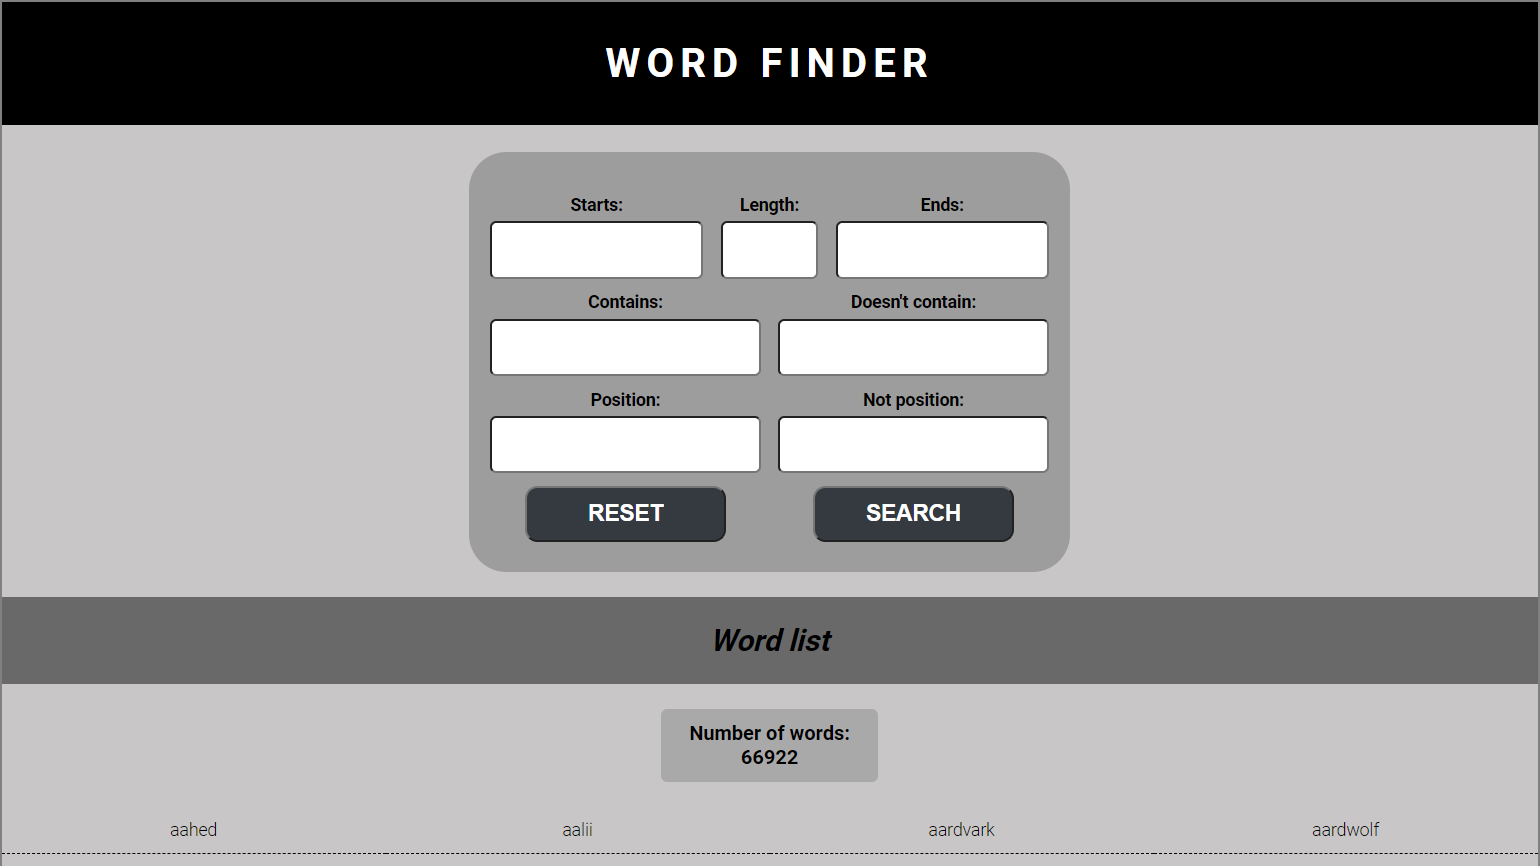 WORD FINDER
Starts: Length: Ends:
Contains: Doesn't contain:
Position: Not position:
RESET SEARCH
Word list
Number of words:
66922
aahed aalii aardvark aardwolf